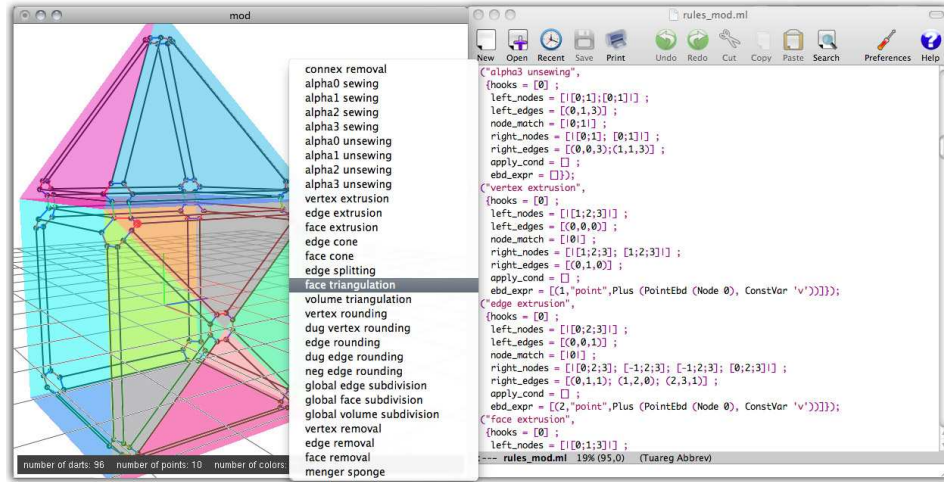 mod
connex removal
alpha0 sewing
alpha1 sewing
alpha2 sewing
alpha3 sewing
alpha0 unsewing
alpha1 unsewing
alpha2 unsewing
alpha3 unsewing
vertex extrusion
edge extrusion
face extrusion
edge cone
face cone
edge splitting
face triangulation
volume triangulation
vertex rounding
dug vertex rounding
edge rounding
dug edge rounding
neg edge rounding
global edge subdivision
global face subdivision
global volume subdivision
vertex removal
edge removal
face removal
menger sponge
number of darts: 96 number of points: 10 number of colors:
rules_mod.ml
New Open Recent Save Print Undo Redo Cut Copy Paste Search Preferences Help
("alpha3 unsewing",
{hooks = [0] ;
left_nodes = [|[0;1];[0;1]|] ;
left_edges = [(0,1,3)] ;
node_match = [|0;1|] ;
right_nodes = [|[0;1]; [0;1]|] ;
right_edges = [(0,0,3);(1,1,3)] ;
apply_cond = [] ;
ebd_expr = []});
("vertex extrusion",
{hooks = [0] ;
left_nodes = [|[1;2;3]|] ;
left_edges = [(0,0,0)] ;
node_match = [|0|] ;
right_nodes = [|[1;2;3]; [1;2;3]|] ;
right_edges = [(0,1,0)] ;
apply_cond = [] ;
ebd_expr = [(1,"point",Plus (PointEbd (Node 0), ConstVar 'v'))]});
("edge extrusion",
{hooks = [0] ;
left_nodes = [|[0;2;3]|] ;
left_edges = [(0,0,1)] ;
node_match = [|0|] ;
right_nodes = [|[0;2;3]; [-1;2;3]; [-1;2;3]; [0;2;3]|] ;
right_edges = [(0,1,1); (1,2,0); (2,3,1)] ;
apply_cond = [] ;
ebd_expr = [(2,"point",Plus (PointEbd (Node 0), ConstVar 'v'))]});
("face extrusion",
{hooks = [0] ;
left_nodes = [|[0;1;3]|] ;
:--- rules_mod.ml 19% (95,0) (Tuareg Abbrev)